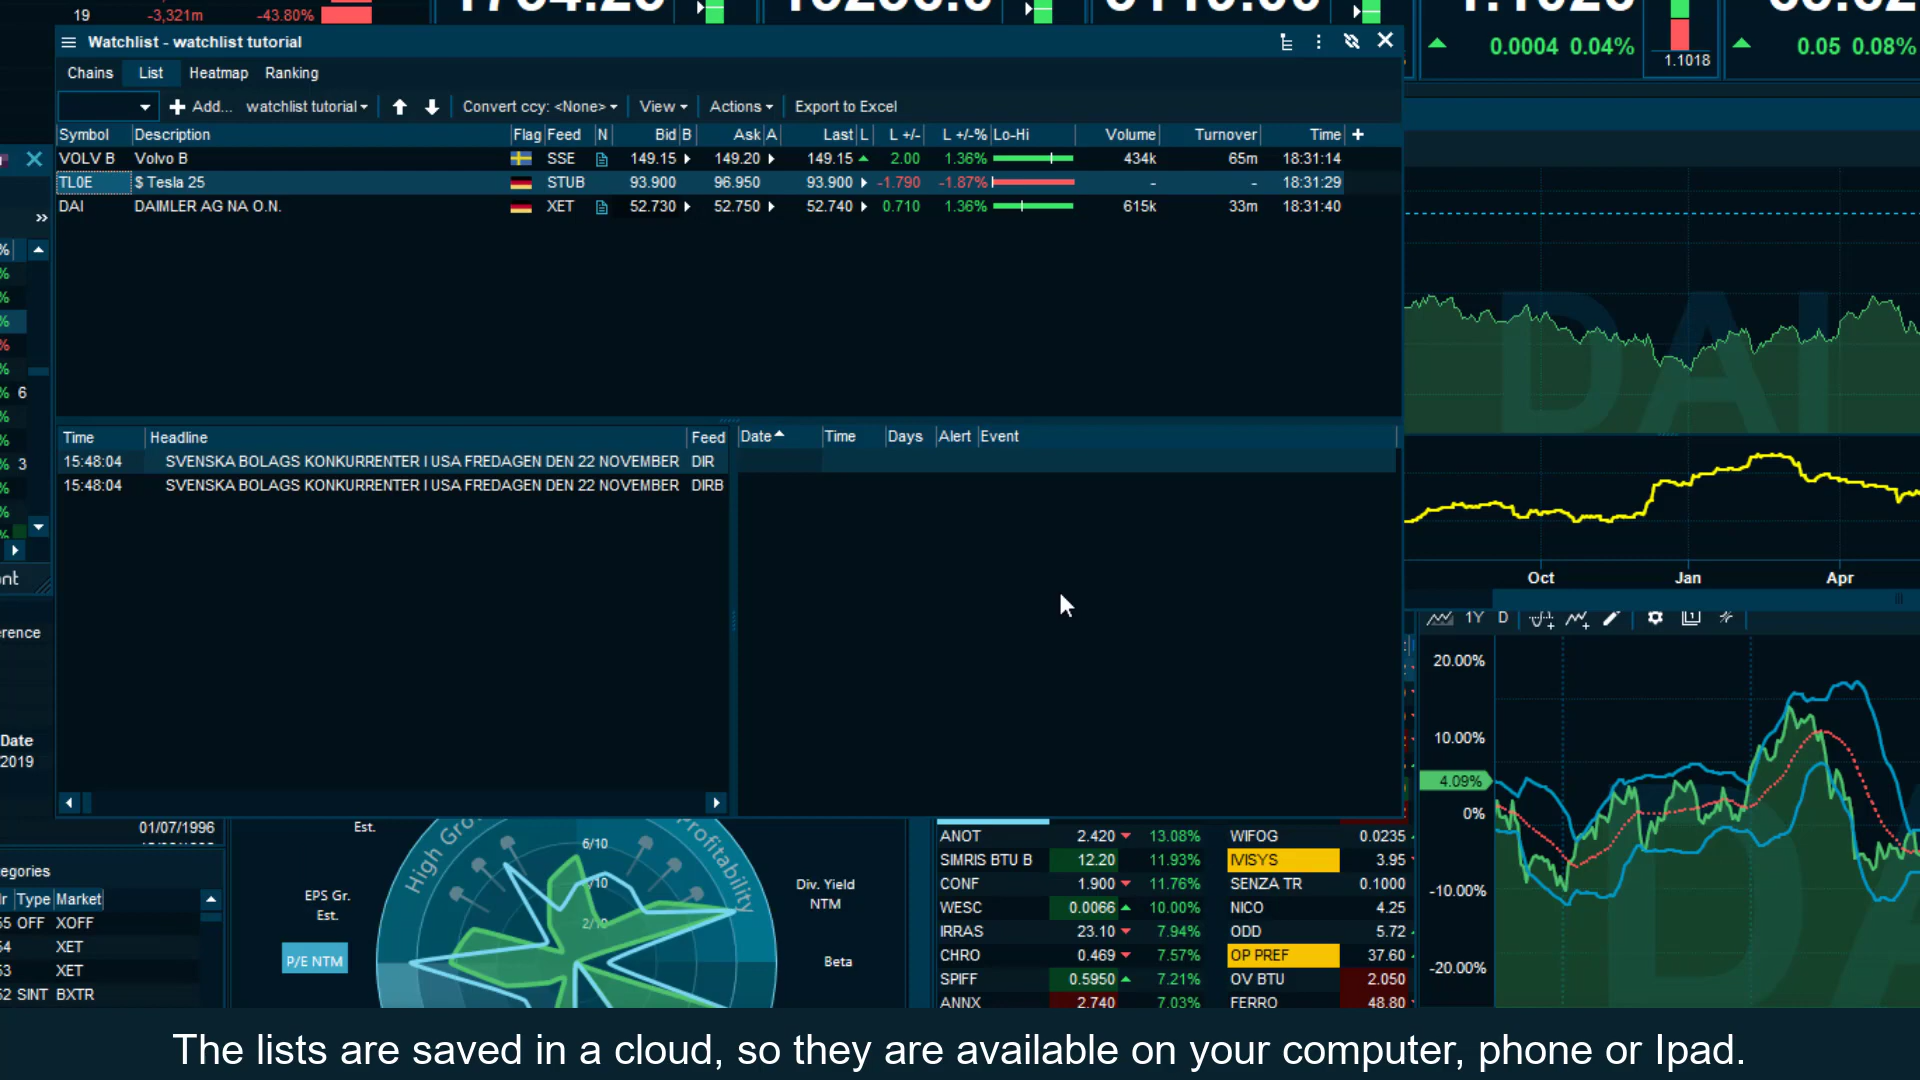 19 -3,321m -43.80%
0.0004 0.04%
1.1018
0.05 0.08%
Watchlist - watchlist tutorial
Chains List Heatmap Ranking
Add... watchlist tutorial Convert ccy: <None> View Actions Export to Excel
Symbol Description Flag Feed N Bid B Ask A Last L L +/- L +/-% Lo-Hi Volume Turnover Time
VOLV B Volvo B SSE 149.15 149.20 149.15 2.00 1.36% 434k 65m 18:31:14
TL0E $ Tesla 25 STUB 93.900 96.950 93.900 -1.790 -1.87% - - 18:31:29
DAI DAIMLER AG NA O.N. XET 52.730 52.750 52.740 0.710 1.36% 615k 33m 18:31:40
%
%
%
%
%
%
% 6
%
%
% 3
%
%
DAI
Time Headline Feed
15:48:04 SVENSKA BOLAGS KONKURRENTER I USA FREDAGEN DEN 22 NOVEMBER DIR
15:48:04 SVENSKA BOLAGS KONKURRENTER I USA FREDAGEN DEN 22 NOVEMBER DIRB
Date Time Days Alert Event
Oct Jan Apr
1Y D
20.00%
10.00%
4.09%
0%
-10.00%
-20.00%
Date
2019
01/07/1996
Type Market
OFF XOFF
XET
XET
SINT BXTR
Est.
EPS Gr.
Est.
P/E NTM
Profitability
6/10
2/10
Div. Yield
NTM
Beta
ANOT 2.420 13.08% WIFOG 0.0235
SIMRIS BTU B 12.20 11.93% IVISYS 3.95
CONF 1.900 11.76% SENZA TR 0.1000
WESC 0.0066 10.00% NICO 4.25
IRRAS 23.10 7.94% ODD 5.72
CHRO 0.469 7.57% OP PREF 37.60
SPIFF 0.5950 7.21% OV BTU 2.050
ANNX 2.740 7.03% FERRO 48.80
The lists are saved in a cloud, so they are available on your computer, phone or Ipad.